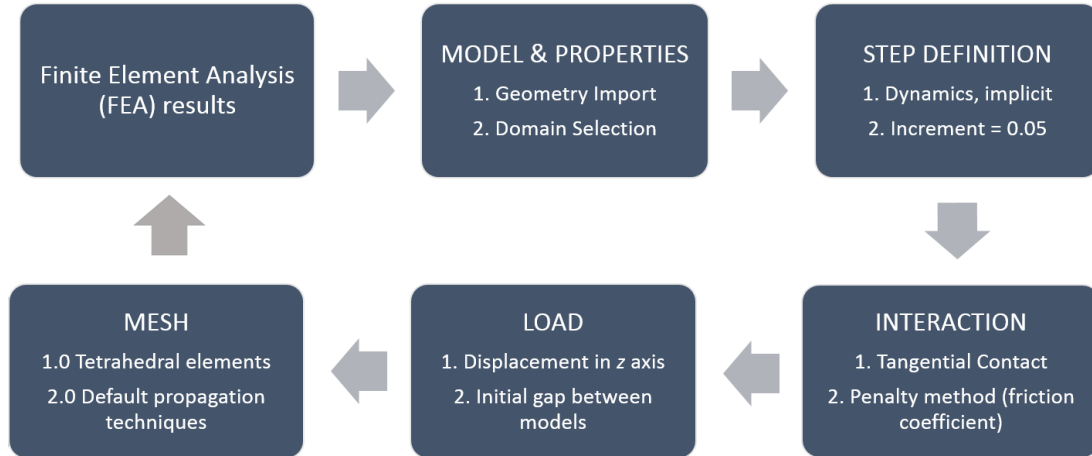 Finite Element Analysis
(FEA) results
MODEL & PROPERTIES
1. Geometry Import
2. Domain Selection
STEP DEFINITION
1. Dynamics, implicit
2. Increment = 0.05
MESH
1.0 Tetrahedral elements
2.0 Default propagation
techniques
LOAD
1. Displacement in z axis
2. Initial gap between
models
INTERACTION
1. Tangential Contact
2. Penalty method (friction
coefficient)